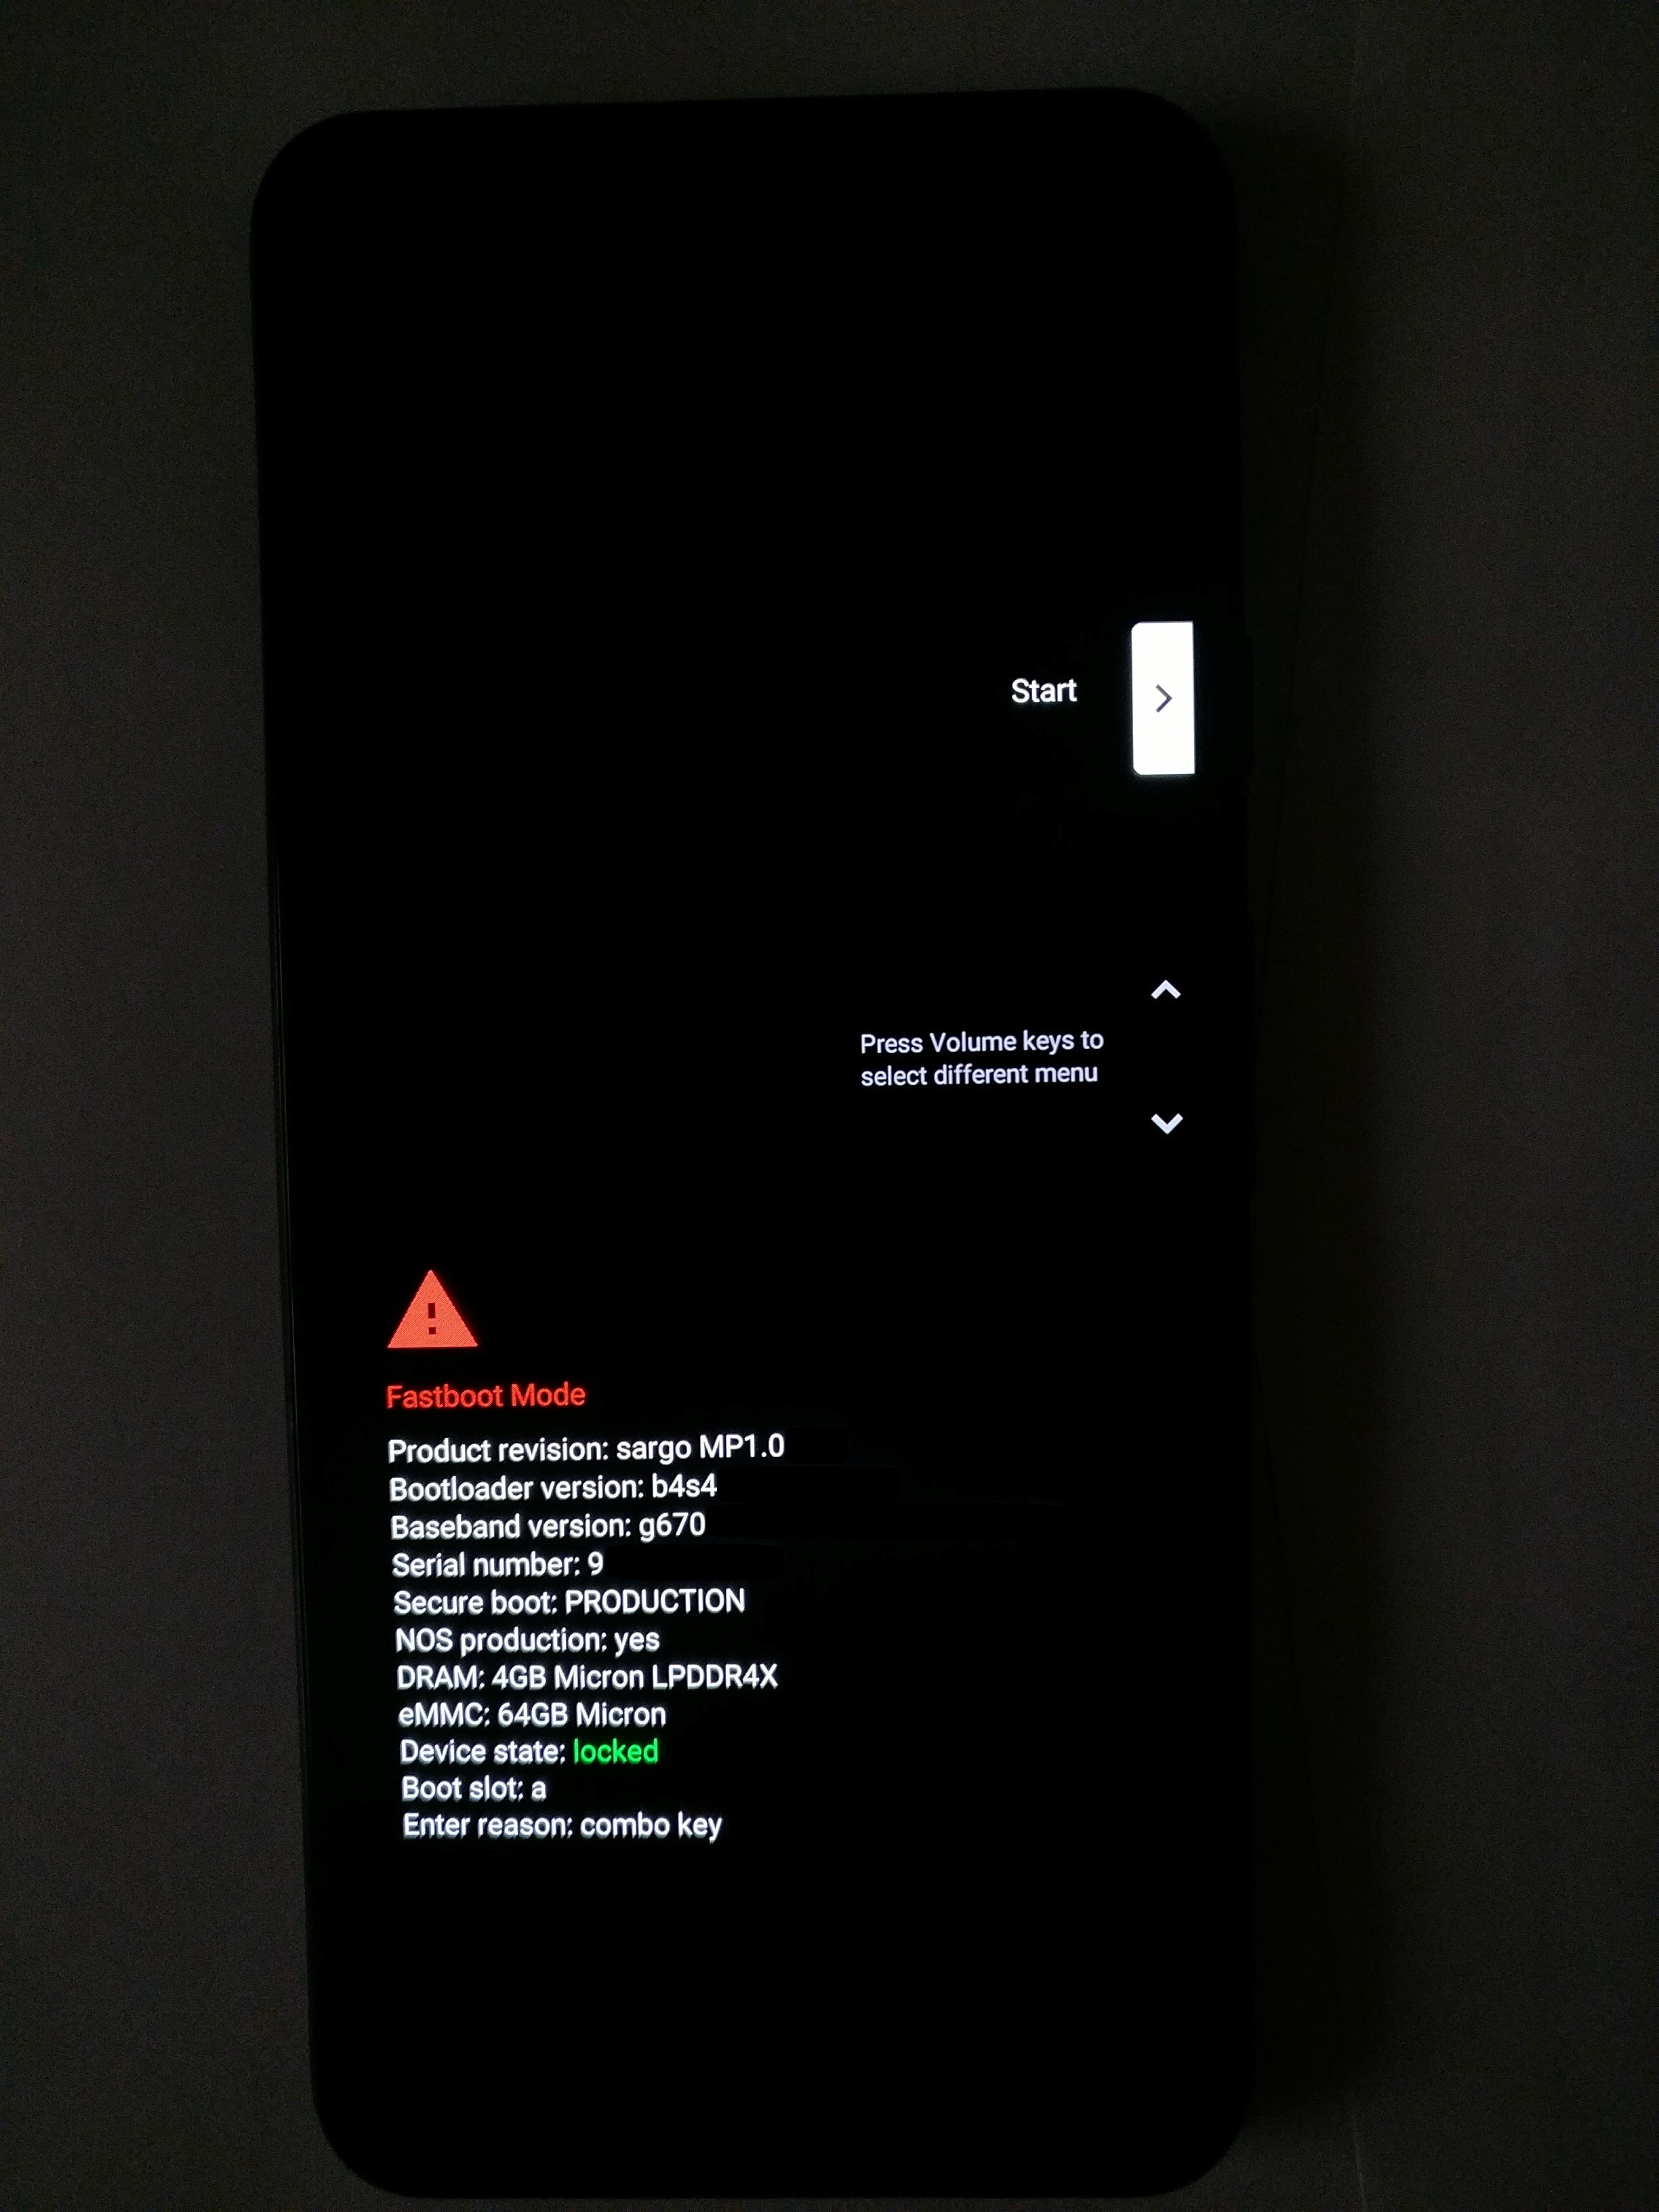 Start
Press Volume keys to
select different menu
Fastboot Mode
Product revision: sargo MP1.0
Bootloader version: b4s4
Baseband version: g670
Serial number: 9
Secure boot: PRODUCTION
NOS production: yes
DRAM: 4GB Micron LPDDR4X
eMMC: 64GB Micron
Device state: locked
Boot slot: a
Enter reason: combo key